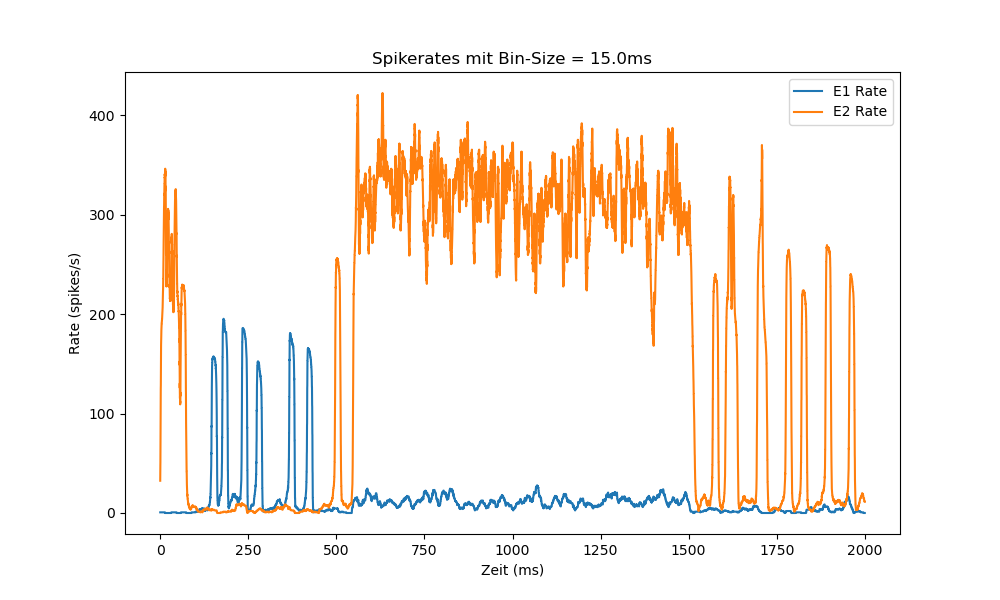 Spikerates mit Bin-Size = 15.0ms
E1 Rate
E2 Rate
Rate (spikes/s)
400
300
200
100
0
0 250 500 750 1000 1250 1500 1750 2000
Zeit (ms)